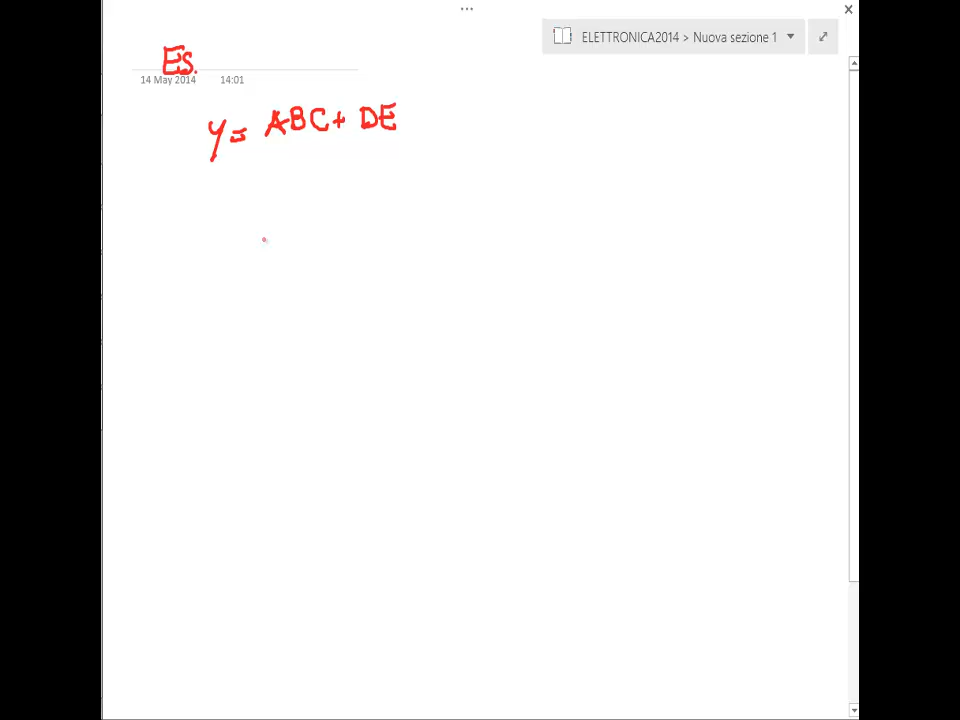 ELETTRONICA2014 > Nuova sezione 1
Es.
14 May 2014 14:01
y = ABC + DE